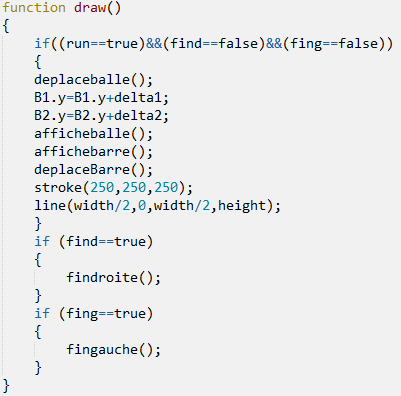 function draw()
{
    if((run==true)&&(find==false)&&(fing==false))
    {
    deplaceballe();
    B1.y=B1.y+delta1;
    B2.y=B2.y+delta2;
    afficheballe();
    affichebarre();
    deplaceBarre();
    stroke(250,250,250);
    line(width/2,0,width/2,height);
    }
    if (find==true)
    {
        findroite();
    }
    if (fing==true)
    {
        fingauche();
    }
}